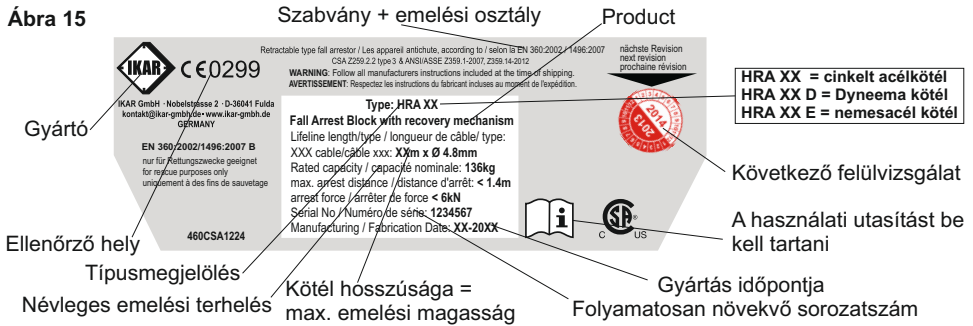 Ábra 15
Szabvány + emelési osztály
Product
Retractable type fall arrestor / Les appareil antichute, according to / selon la EN 360:2002 / 1496:2007
CSA Z259.2.2 type 3 & ANSI/ASSE Z359.1-2007, Z359.14-2012
WARNING: Follow all manufacturers instructions included at the time of shipping.
AVERTISSEMENT: Respectez les instructions du fabricant incluses au moment de l'expédition.
nächste Revision
next revision
prochaine révision
IKAR
CE0299
IKAR GmbH · Nobelstrasse 2 · D-36041 Fulda
kontakt@ikar-gmbh.de • www.ikar-gmbh.de
GERMANY
EN 360:2002/1496:2007 B
nur für Rettungszwecke geeignet
for rescue purposes only
uniquement à des fins de sauvetage
460CSA1224
Type: HRA XX
Fall Arrest Block with recovery mechanism
Lifeline length/type / longueur de câble/ type:
XXX cable/câble xxx: XXm x Ø 4.8mm
Rated capacity / capacité nominale: 136kg
max. arrest distance / distance d'arrêt: < 1.4m
arrest force / arrêter de force < 6kN
Serial No / Numéro de série: 1234567
Manufacturing / Fabrication Date: XX-20XX
2014
2013
i
CSA
®
C US
HRA XX = cinkelt acélkötél
HRA XX D = Dyneema kötél
HRA XX E = nemesacél kötél
Gyártó
Következő felülvizsgálat
A használati utasítást be
kell tartani
Ellenőrző hely
Típusmegjelölés
Névleges emelési terhelés
Kötél hosszúsága =
max. emelési magasság
Gyártás időpontja
Folyamatosan növekvő sorozatszám